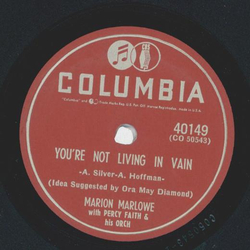 COLUMBIA
40149
(CO 50543)
YOU'RE NOT LIVING IN VAIN
-A. Silver-A. Hoffman-
(Idea Suggested by Ora May Diamond)
MARION MARLOWE
with PERCY FAITH &
his ORCH